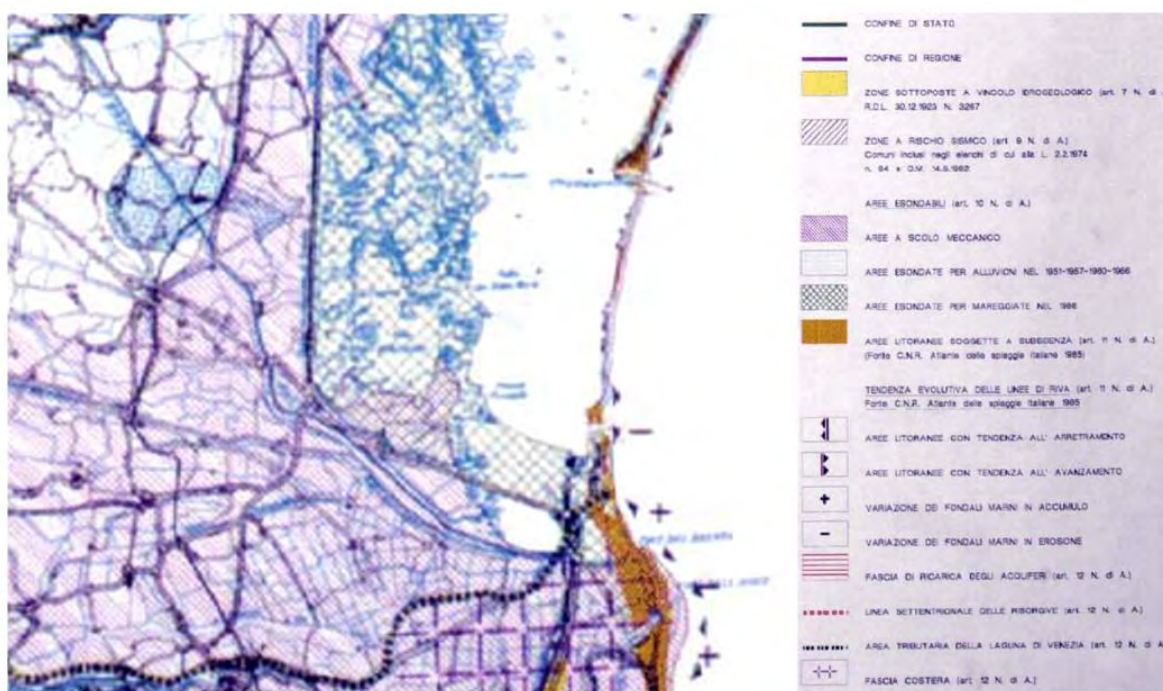 CONFINE DI STATO
CONFINE DI REGIONE
ZONE SOTTOPOSTE A VINCOLO IDROGEOLOGICO (art. 7 N. di
R.D.L. 30.12.1923 N. 3267
ZONE A RISCHIO SISMICO (art. 9 N. di A.)
Comuni inclusi negli elenchi di cui alla L. 2.2.1974
n. 64 e D.M. 14.5.1982
AREE ESONDABILI (art. 10 N. di A.)
AREE A SCOLO MECCANICO
AREE ESONDATE PER ALLUVIONI NEL 1951-1957-1960-1966
AREE ESONDATE PER MAREGGIATE NEL 1966
AREE LITORANEE SOGGETTE A SUBSIDENZA (art. 11 N. di A.)
(Fonte C.N.R. Atlante delle spiagge italiane 1985)
TENDENZA EVOLUTIVA DELLE LINEE DI RIVA (art. 11 N. di A.)
Fonte C.N.R. Atlante delle spiagge italiane 1985
AREE LITORANEE CON TENDENZA ALL' ARRETRAMENTO
AREE LITORANEE CON TENDENZA ALL' AVANZAMENTO
+ VARIAZIONE DEI FONDALI MARINI IN ACCUMULO
- VARIAZIONE DEI FONDALI MARINI IN EROSIONE
FASCIA DI RICARICA DEGLI ACQUIFERI (art. 12 N. di A.)
LINEA SETTENTRIONALE DELLE RISORGIVE (art. 12 N. di A.)
AREA TRIBUTARIA DELLA LAGUNA DI VENEZIA (art. 12 N. di A
FASCIA COSTIERA (art. 12 N. di A.)